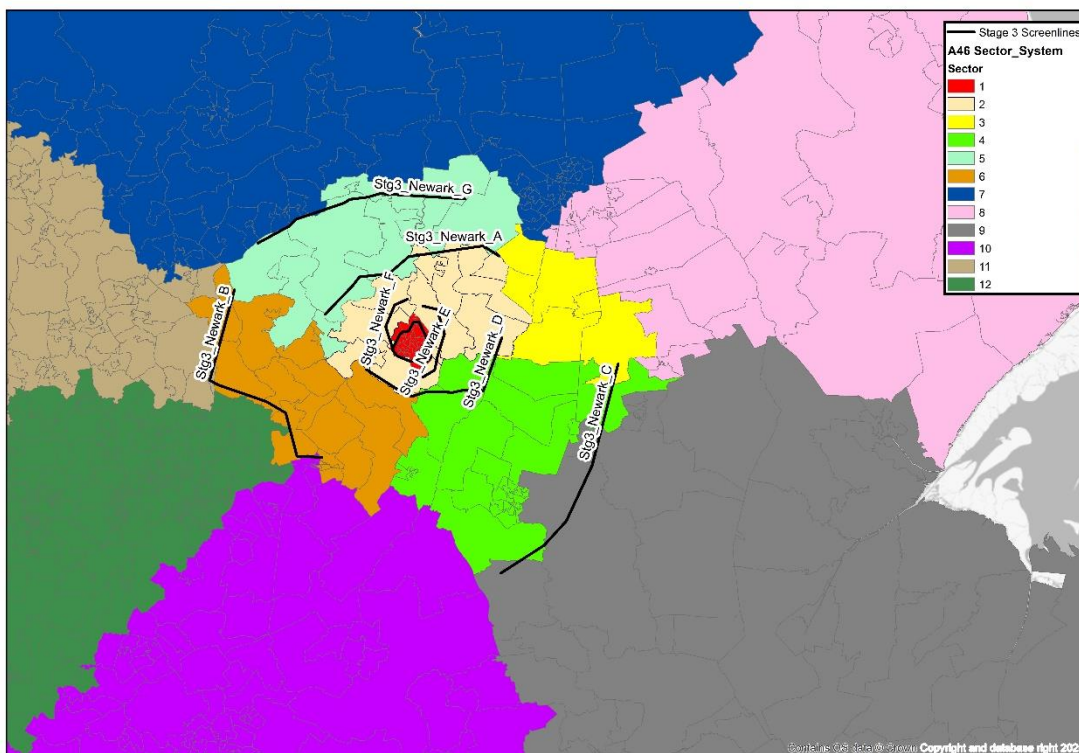 Stage 3 Screenlines
A46 Sector_System
Sector
1
2
3
4
5
6
7
8
9
10
11
12
Stg3_Newark_G
Stg3_Newark_A
Stg3_Newark_B
Stg3_Newark_F
Stg3_Newark_E
Stg3_Newark_D
Stg3_Newark_C
Contains OS data © Crown Copyright and database right 202